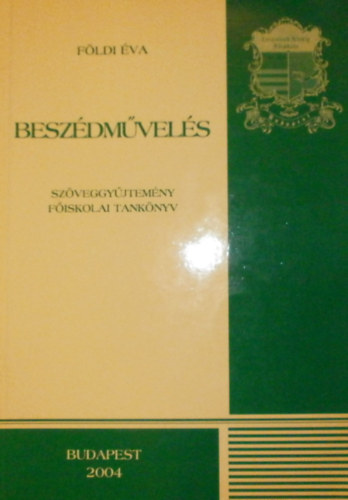 FÖLDI ÉVA
BESZÉDMŰVELÉS
SZÖVEGGYŰJTEMÉNY
FŐISKOLAI TANKÖNYV
BUDAPEST
2004